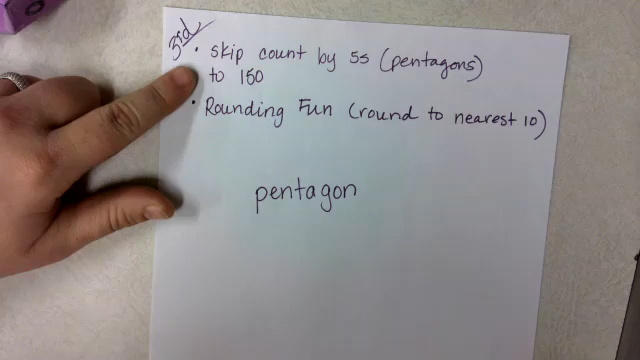 3rd
• skip count by 5s (pentagons)
to 150
• Rounding Fun (round to nearest 10)
pentagon